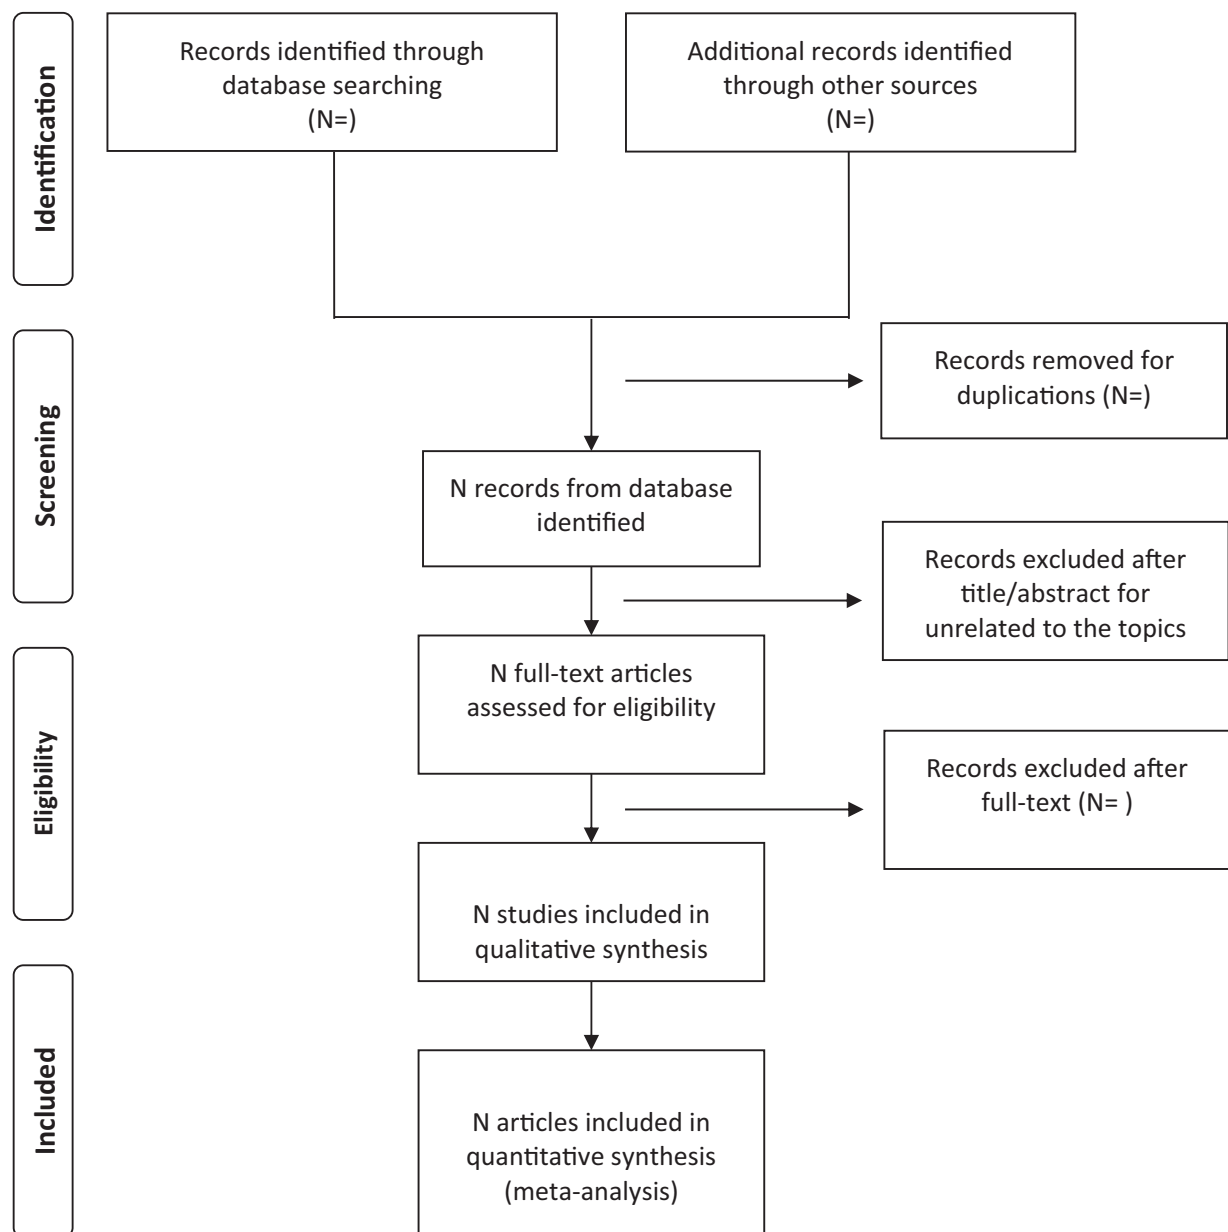 Identification
Records identified through
database searching
(N=)
Additional records identified
through other sources
(N=)
Screening
Records removed for
duplications (N=)
N records from database
identified
Records excluded after
title/abstract for
unrelated to the topics
Eligibility
N full-text articles
assessed for eligibility
Records excluded after
full-text (N= )
N studies included in
qualitative synthesis
Included
N articles included in
quantitative synthesis
(meta-analysis)